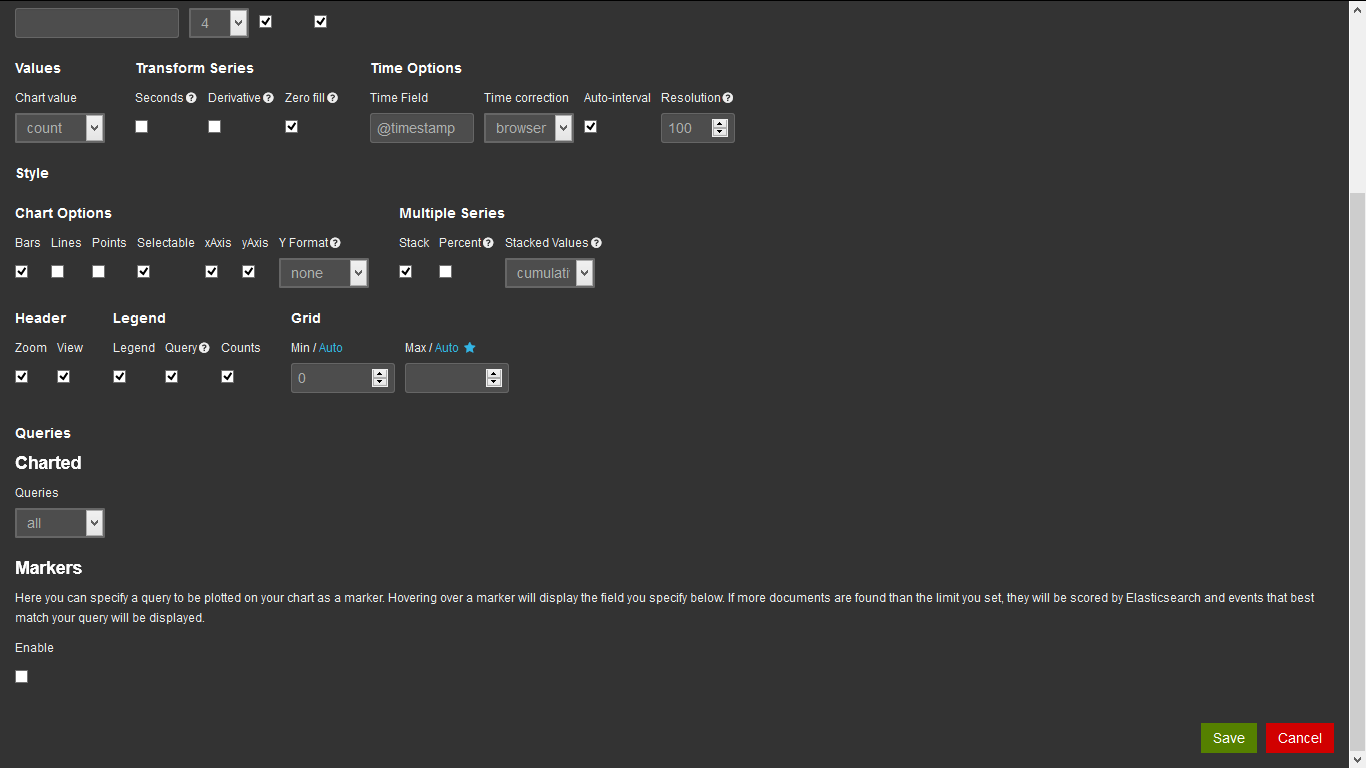 4
Values Transform Series Time Options
Chart value Seconds Derivative Zero fill Time Field Time correction Auto-interval Resolution
count @timestamp browser 100
Style
Chart Options Multiple Series
Bars Lines Points Selectable xAxis yAxis Y Format Stack Percent Stacked Values
none cumulati
Header Legend Grid
Zoom View Legend Query Counts Min / Auto Max / Auto
0
Queries
Charted
Queries
all
Markers
Here you can specify a query to be plotted on your chart as a marker. Hovering over a marker will display the field you specify below. If more documents are found than the limit you set, they will be scored by Elasticsearch and events that best
match your query will be displayed.
Enable
Save Cancel